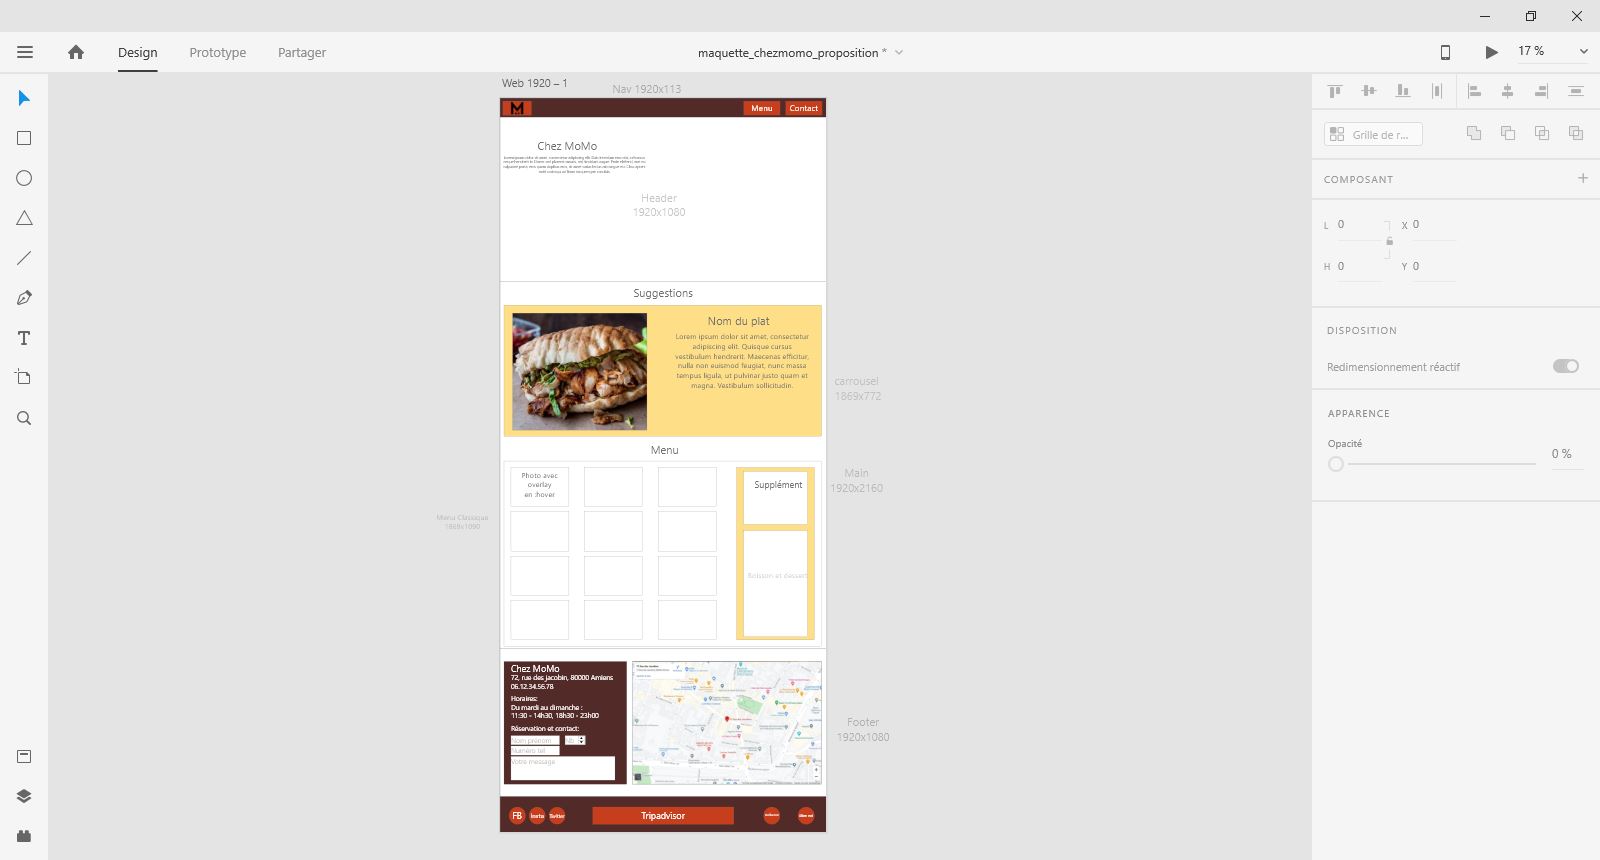 Design
Prototype
Partager
maquette_chezmomo_proposition *
17 %
Web 1920 – 1
Nav 1920x113
M
Menu
Contact
Chez MoMo
Header
1920x1080
Suggestions
Nom du plat
Lorem ipsum dolor sit amet, consectetur
adipiscing elit. Quisque cursus
vestibulum hendrerit. Maecenas efficitur,
nulla non euismod feugiat, nunc massa
tempus ligula, ut pulvinar justo quam et
magna. Vestibulum sollicitudin.
carrousel
1869x772
Menu
Photo avec
overlay
en :hover
Supplément
Boisson et dessert
Main
1920x2160
Menu Classique
1869x1090
Chez MoMo
72, rue des jacobin, 80000 Amiens
06.12.34.56.78
Horaires:
Du mardi au dimanche :
11:30 - 14h30, 18h30 - 23h00
Réservation et contact:
Nom prenom
Nb
Numéro tel
Votre message
Footer
1920x1080
FB
Insta
Twitter
Tripadvisor
Grille de r...
COMPOSANT
L 0
X 0
H 0
Y 0
DISPOSITION
Redimensionnement réactif
APPARENCE
Opacité
0 %